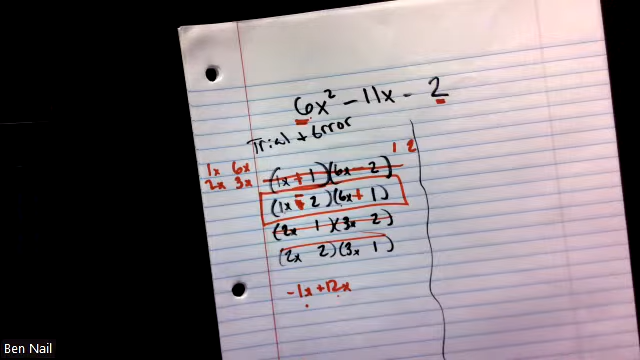 6x² - 11x - 2
Trial + Error
1 2
1x 6x
2x 3x
(1x + 1)(6x - 2)
(1x - 2)(6x + 1)
(2x 1)(3x 2)
(2x 2)(3x 1)
-1x + 12x
Ben Nail